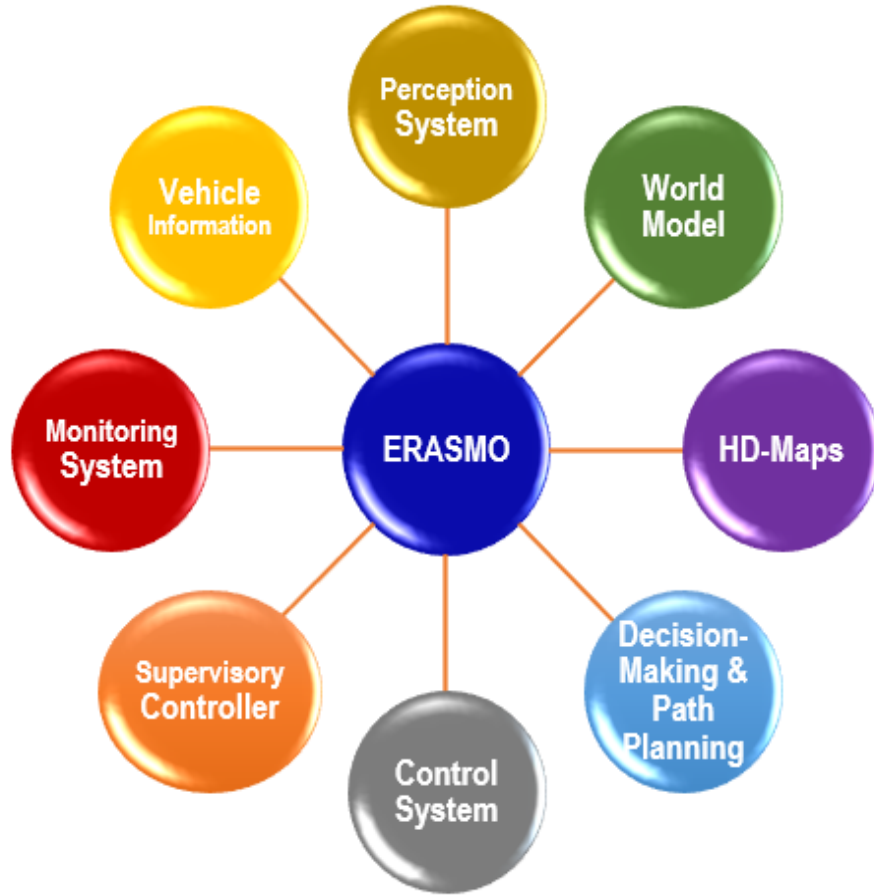 Perception
System
World
Model
HD-Maps
Decision-
Making &
Path
Planning
Control
System
Supervisory
Controller
Monitoring
System
Vehicle
Information
ERASMO